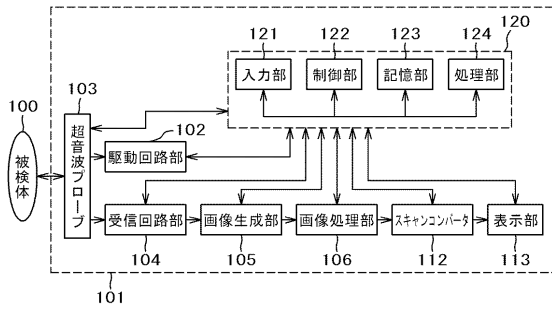 120
121
122
123
124
入力部
制御部
記憶部
処理部
100
103
102
被検体
超音波プローブ
駆動回路部
受信回路部
画像生成部
画像処理部
スキャンコンバータ
表示部
104
105
106
112
113
101